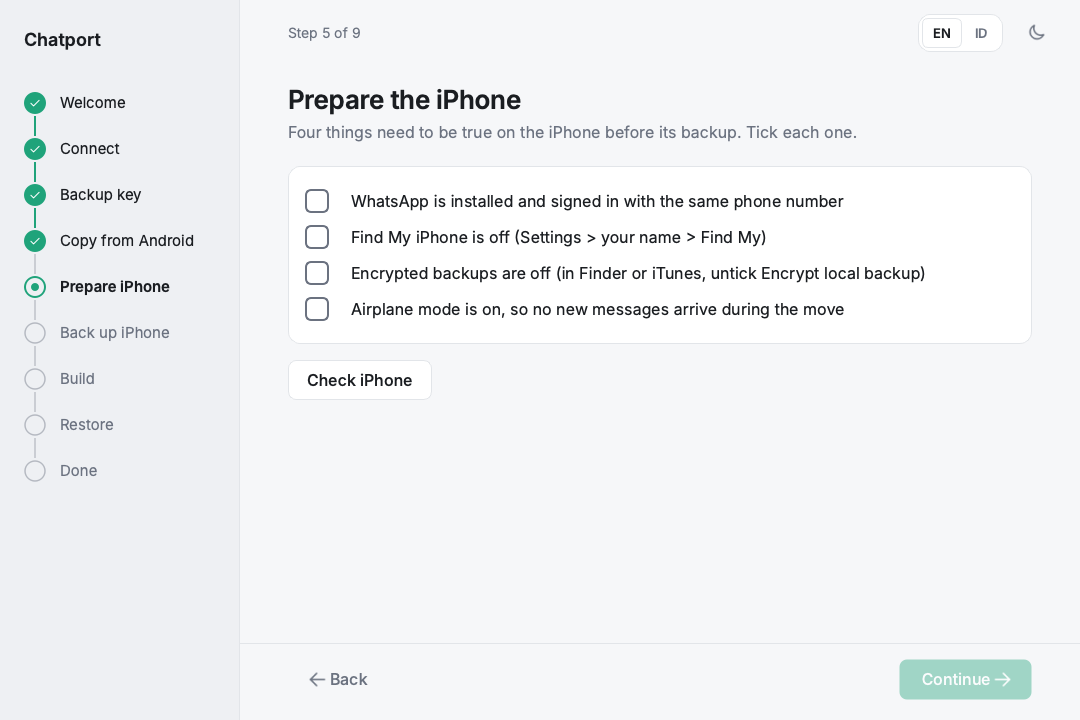 Chatport
Welcome
Connect
Backup key
Copy from Android
Prepare iPhone
Back up iPhone
Build
Restore
Done
Step 5 of 9
EN
ID
Prepare the iPhone
Four things need to be true on the iPhone before its backup. Tick each one.
WhatsApp is installed and signed in with the same phone number
Find My iPhone is off (Settings > your name > Find My)
Encrypted backups are off (in Finder or iTunes, untick Encrypt local backup)
Airplane mode is on, so no new messages arrive during the move
Check iPhone
Back
Continue